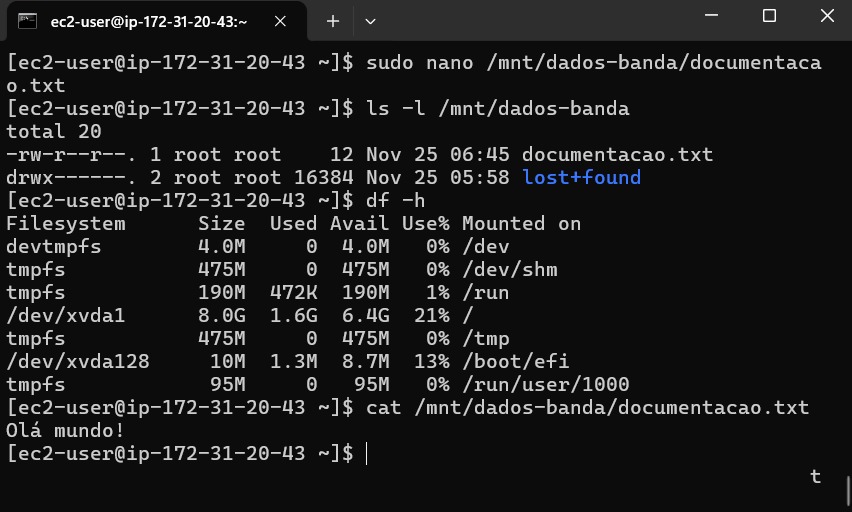 ec2-user@ip-172-31-20-43:~
[ec2-user@ip-172-31-20-43 ~]$ sudo nano /mnt/dados-banda/documentaca
o.txt
[ec2-user@ip-172-31-20-43 ~]$ ls -l /mnt/dados-banda
total 20
-rw-r--r--. 1 root root    12 Nov 25 06:45 documentacao.txt
drwx------. 2 root root 16384 Nov 25 05:58 lost+found
[ec2-user@ip-172-31-20-43 ~]$ df -h
Filesystem      Size  Used Avail Use% Mounted on
devtmpfs        4.0M     0  4.0M   0% /dev
tmpfs           475M     0  475M   0% /dev/shm
tmpfs           190M  472K  190M   1% /run
/dev/xvda1      8.0G  1.6G  6.4G  21% /
tmpfs           475M     0  475M   0% /tmp
/dev/xvda128     10M  1.3M  8.7M  13% /boot/efi
tmpfs            95M     0   95M   0% /run/user/1000
[ec2-user@ip-172-31-20-43 ~]$ cat /mnt/dados-banda/documentacao.txt
Olá mundo!
[ec2-user@ip-172-31-20-43 ~]$
t